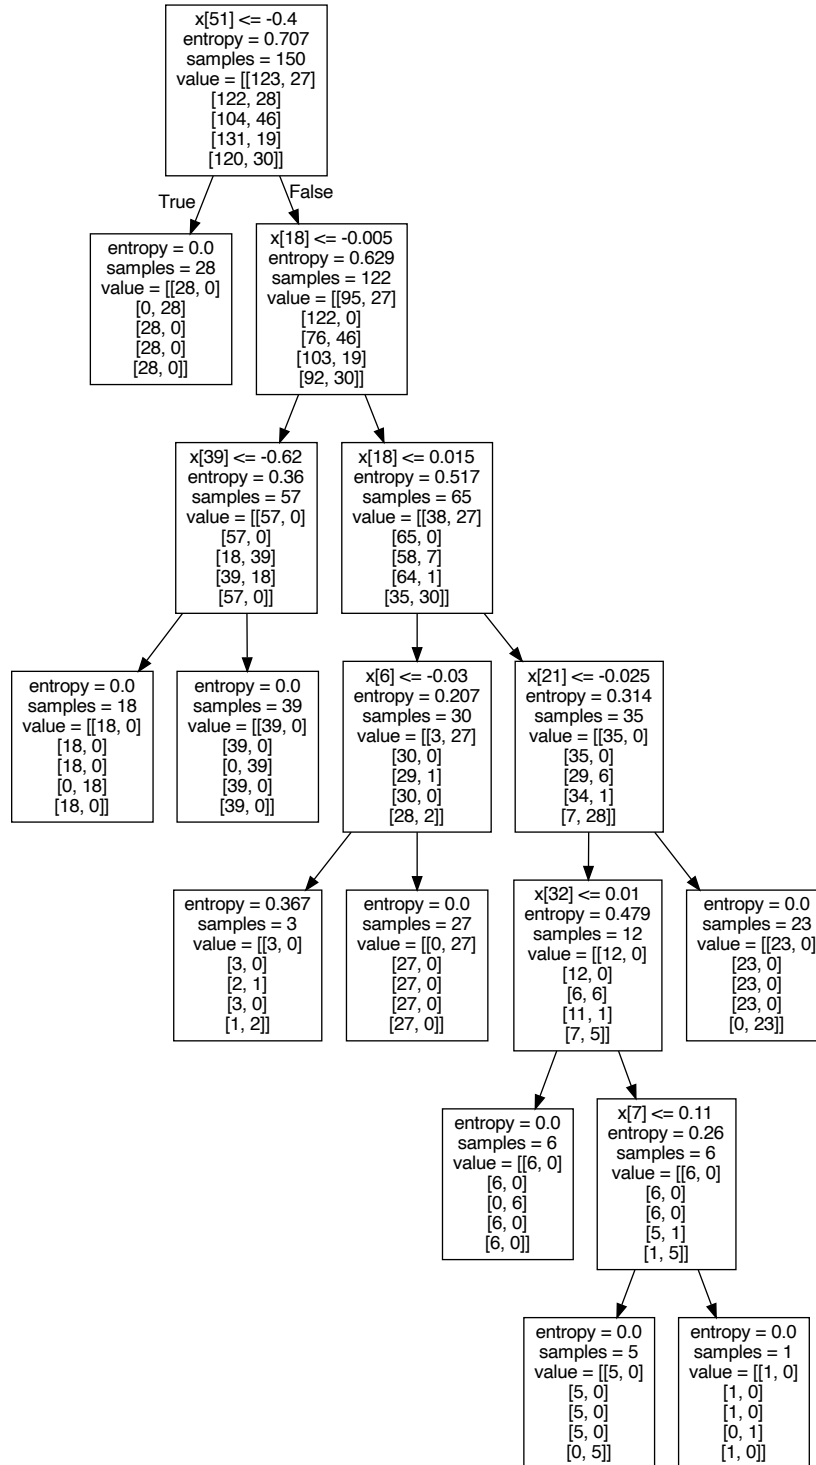 x[51] <= -0.4
entropy = 0.707
samples = 150
value = [[123, 27]
[122, 28]
[104, 46]
[131, 19]
[120, 30]]
True
False
entropy = 0.0
samples = 28
value = [[28, 0]
[0, 28]
[28, 0]
[28, 0]
[28, 0]]
x[18] <= -0.005
entropy = 0.629
samples = 122
value = [[95, 27]
[122, 0]
[76, 46]
[103, 19]
[92, 30]]
x[39] <= -0.62
entropy = 0.36
samples = 57
value = [[57, 0]
[57, 0]
[18, 39]
[39, 18]
[57, 0]]
x[18] <= 0.015
entropy = 0.517
samples = 65
value = [[38, 27]
[65, 0]
[58, 7]
[64, 1]
[35, 30]]
entropy = 0.0
samples = 18
value = [[18, 0]
[18, 0]
[18, 0]
[0, 18]
[18, 0]]
entropy = 0.0
samples = 39
value = [[39, 0]
[39, 0]
[0, 39]
[39, 0]
[39, 0]]
x[6] <= -0.03
entropy = 0.207
samples = 30
value = [[3, 27]
[30, 0]
[29, 1]
[30, 0]
[28, 2]]
x[21] <= -0.025
entropy = 0.314
samples = 35
value = [[35, 0]
[35, 0]
[29, 6]
[34, 1]
[7, 28]]
entropy = 0.367
samples = 3
value = [[3, 0]
[3, 0]
[2, 1]
[3, 0]
[1, 2]]
entropy = 0.0
samples = 27
value = [[0, 27]
[27, 0]
[27, 0]
[27, 0]
[27, 0]]
x[32] <= 0.01
entropy = 0.479
samples = 12
value = [[12, 0]
[12, 0]
[6, 6]
[11, 1]
[7, 5]]
entropy = 0.0
samples = 23
value = [[23, 0]
[23, 0]
[23, 0]
[23, 0]
[0, 23]]
entropy = 0.0
samples = 6
value = [[6, 0]
[6, 0]
[0, 6]
[6, 0]
[6, 0]]
x[7] <= 0.11
entropy = 0.26
samples = 6
value = [[6, 0]
[6, 0]
[6, 0]
[5, 1]
[1, 5]]
entropy = 0.0
samples = 5
value = [[5, 0]
[5, 0]
[5, 0]
[5, 0]
[0, 5]]
entropy = 0.0
samples = 1
value = [[1, 0]
[1, 0]
[1, 0]
[0, 1]
[1, 0]]